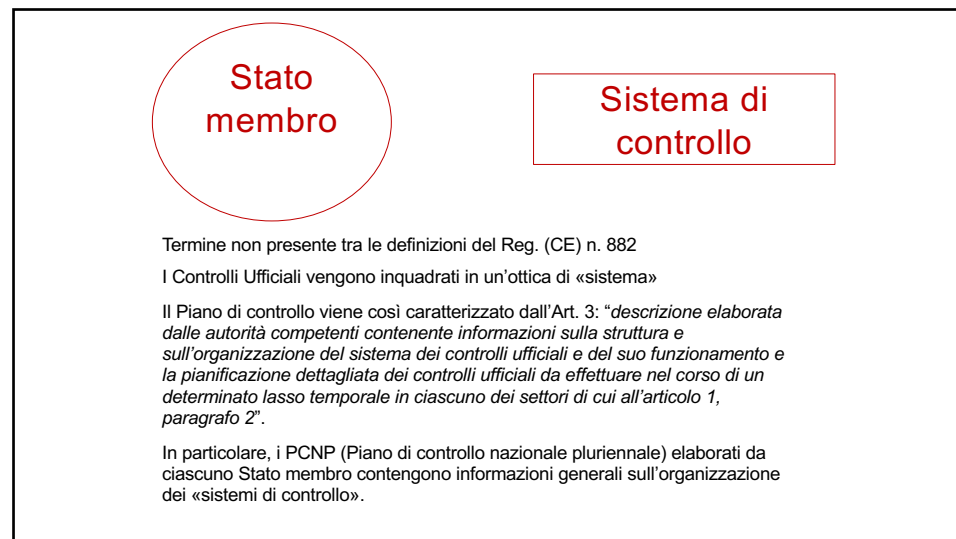 Stato
membro
Sistema di
controllo
Termine non presente tra le definizioni del Reg. (CE) n. 882
I Controlli Ufficiali vengono inquadrati in un’ottica di «sistema»
Il Piano di controllo viene così caratterizzato dall’Art. 3: “descrizione elaborata
dalle autorità competenti contenente informazioni sulla struttura e
sull’organizzazione del sistema dei controlli ufficiali e del suo funzionamento e
la pianificazione dettagliata dei controlli ufficiali da effettuare nel corso di un
determinato lasso temporale in ciascuno dei settori di cui all’articolo 1,
paragrafo 2”.
In particolare, i PCNP (Piano di controllo nazionale pluriennale) elaborati da
ciascuno Stato membro contengono informazioni generali sull’organizzazione
dei «sistemi di controllo».